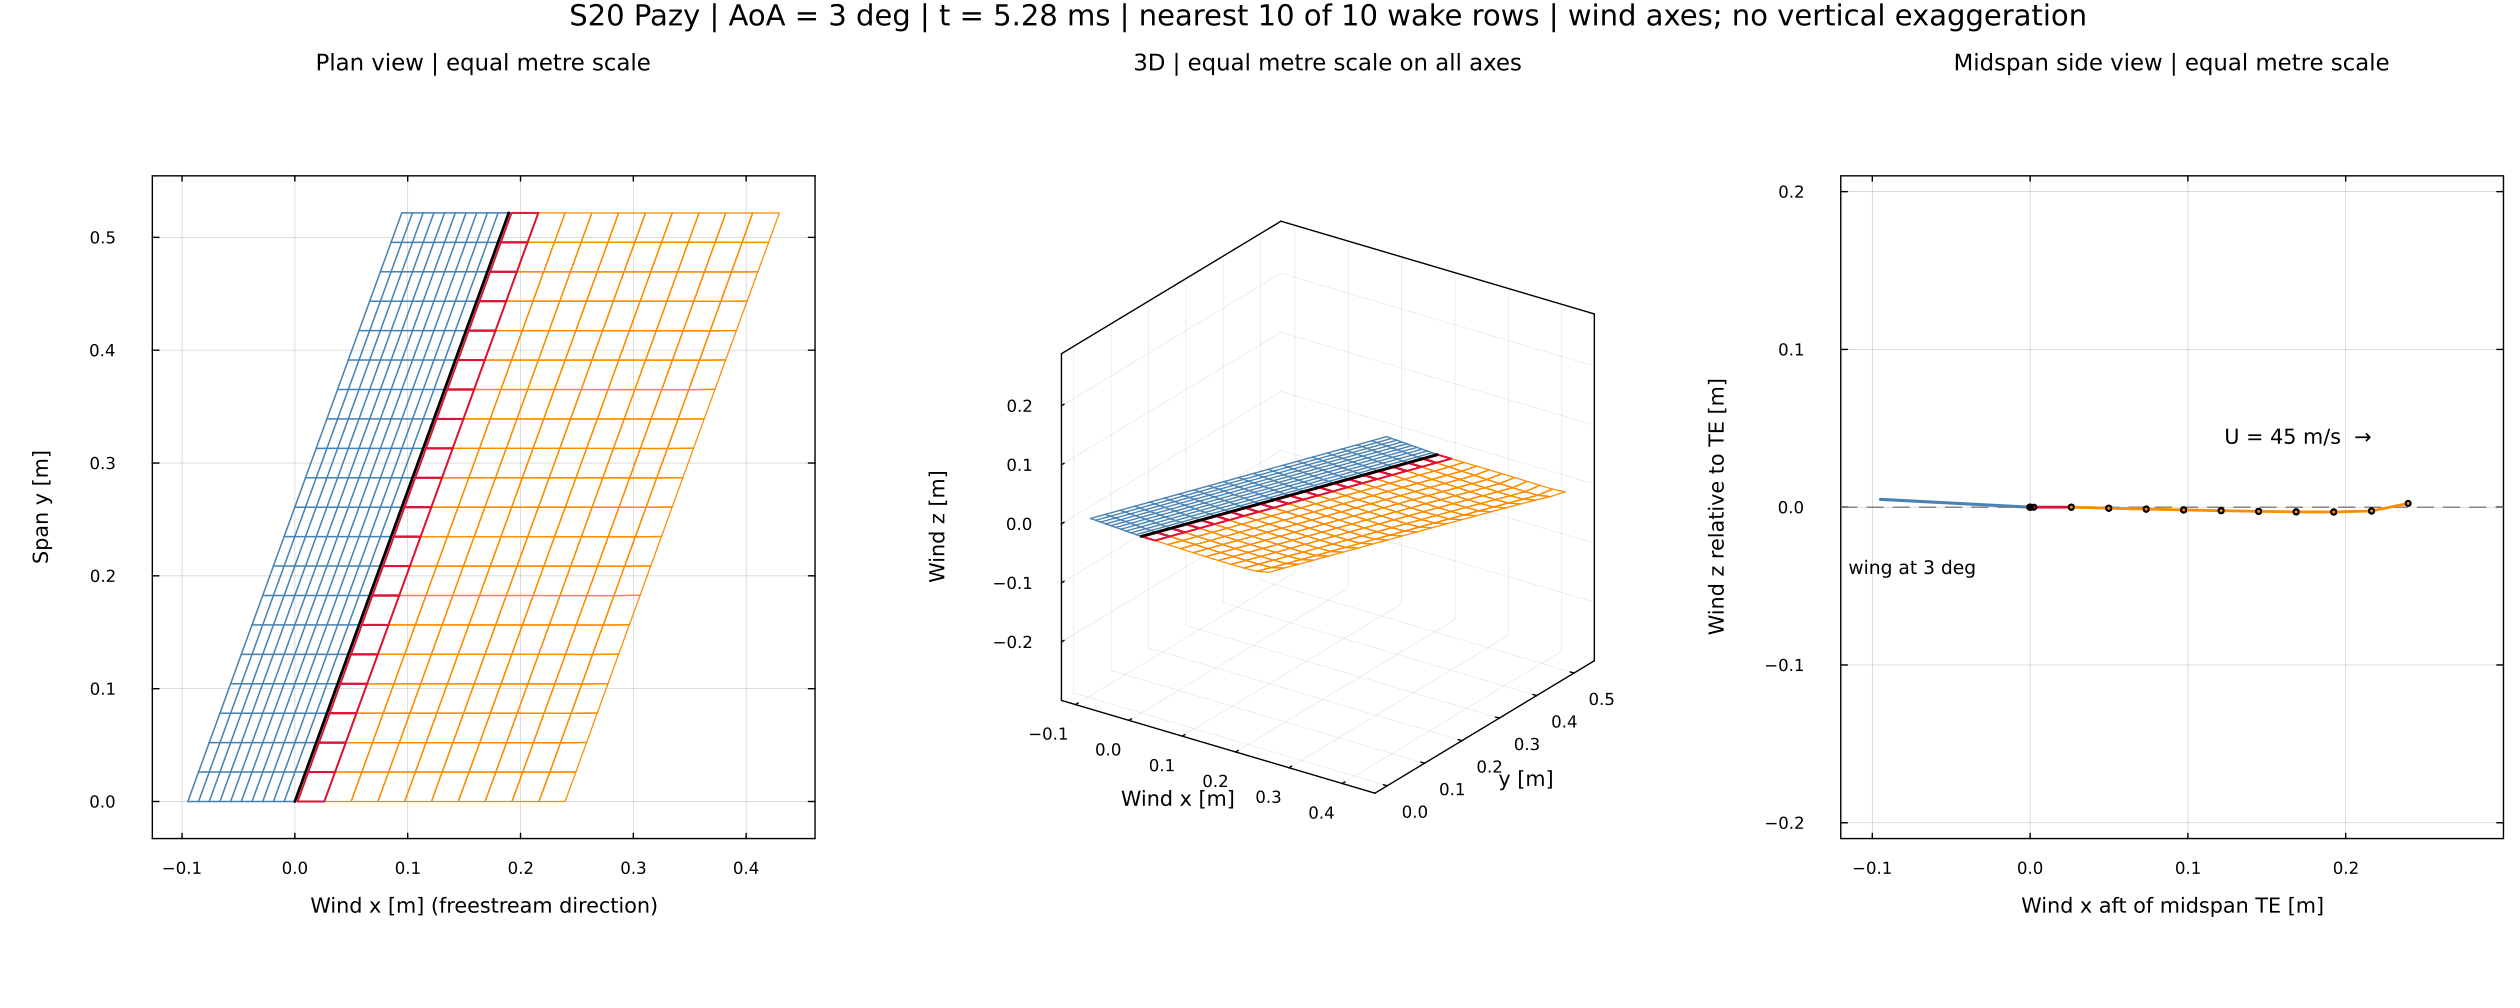 S20 Pazy | AoA = 3 deg | t = 5.28 ms | nearest 10 of 10 wake rows | wind axes; no vertical exaggeration
Plan view | equal metre scale
0.5
0.4
0.3
0.2
0.1
0.0
Span y [m]
−0.1
0.0
0.1
0.2
0.3
0.4
Wind x [m] (freestream direction)
3D | equal metre scale on all axes
0.2
0.1
0.0
−0.1
−0.2
Wind z [m]
−0.1
0.0
0.1
0.2
0.3
0.4
Wind x [m]
0.0
0.1
0.2
0.3
0.4
0.5
y [m]
Midspan side view | equal metre scale
0.2
0.1
0.0
−0.1
−0.2
Wind z relative to TE [m]
U = 45 m/s →
wing at 3 deg
−0.1
0.0
0.1
0.2
Wind x aft of midspan TE [m]